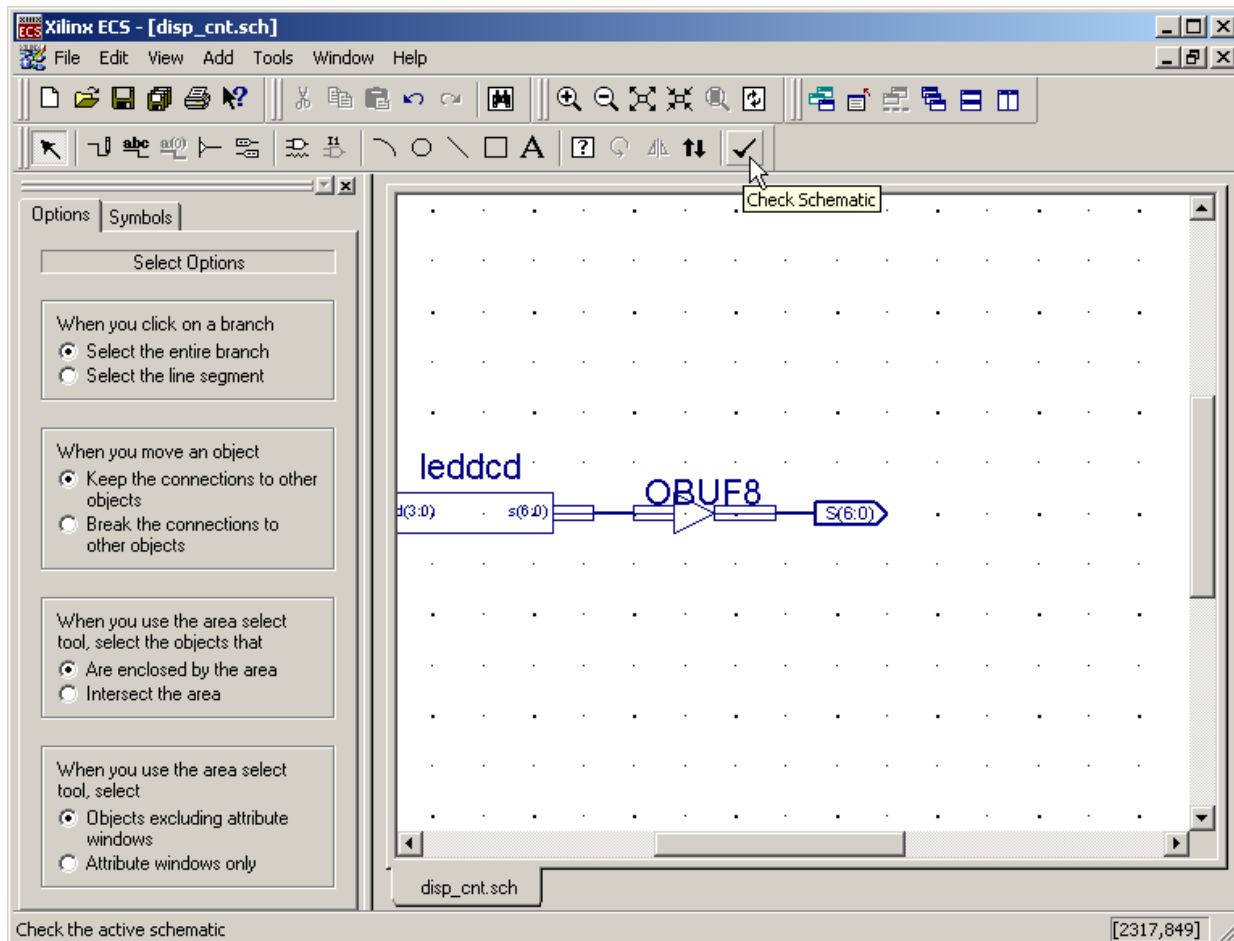 Xilinx ECS - [disp_cnt.sch]
File Edit View Add Tools Window Help
Check Schematic
Options Symbols
Select Options
When you click on a branch
Select the entire branch
Select the line segment
When you move an object
Keep the connections to other
objects
Break the connections to
other objects
When you use the area select
tool, select the objects that
Are enclosed by the area
Intersect the area
When you use the area select
tool, select
Objects excluding attribute
windows
Attribute windows only
leddcd
OBUF8
d(3:0) s(6:0) S(6:0)
disp_cnt.sch
Check the active schematic [2317,849]